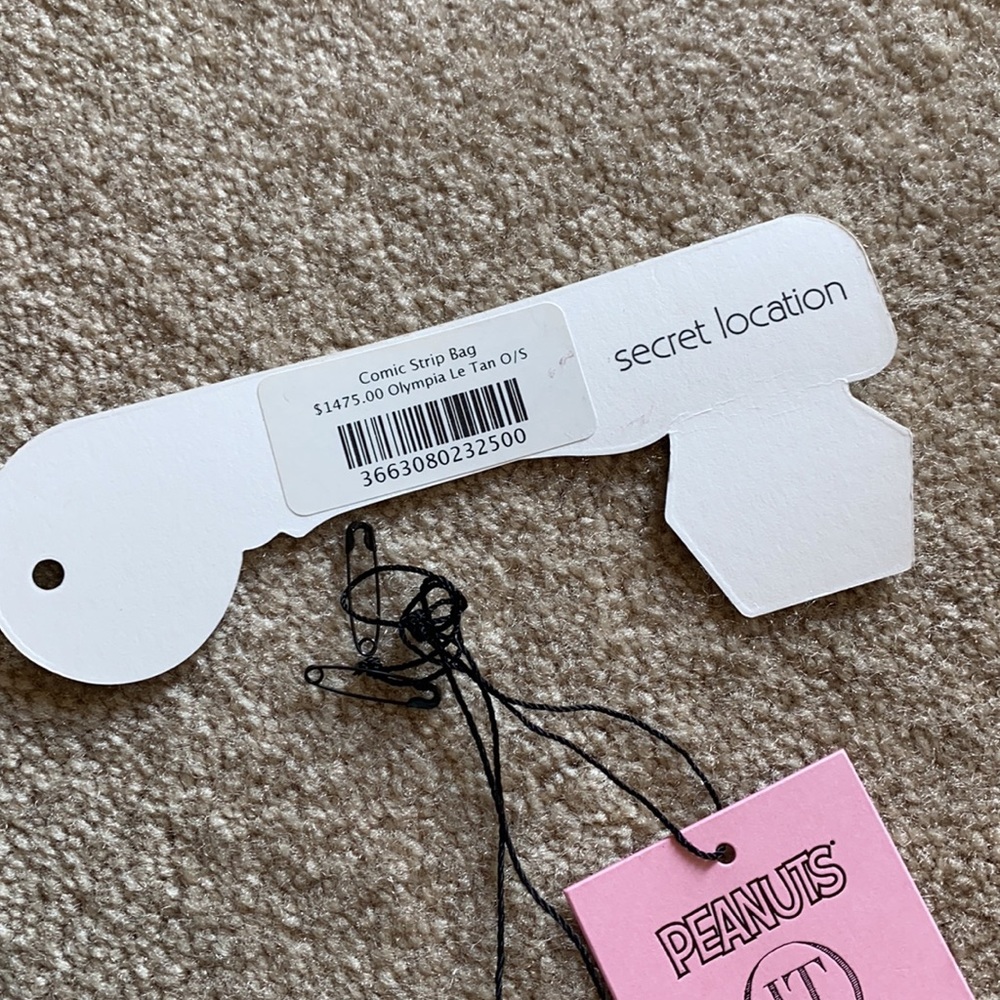 secret location
Comic Strip Bag
$1475.00 Olympia Le Tan O/S
3663080232500
PEANUTS